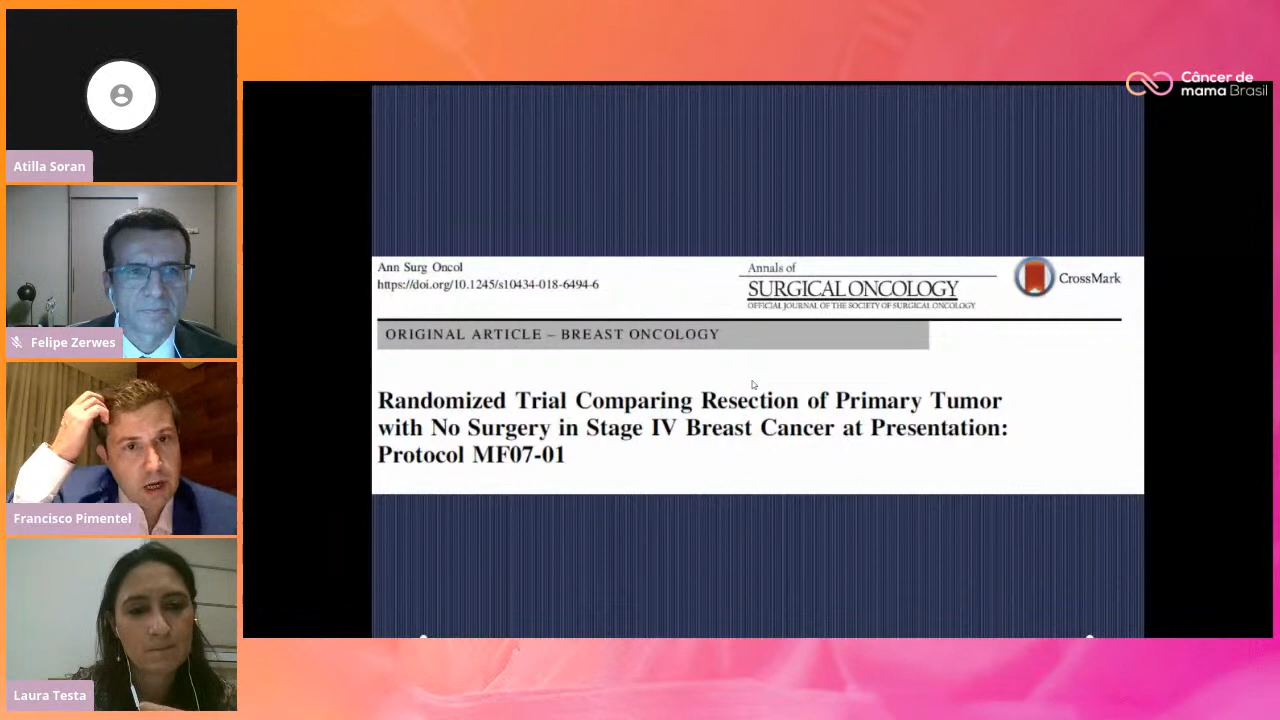 Atilla Soran
Felipe Zerwes
Francisco Pimentel
Laura Testa
Câncer de
mama Brasil
Ann Surg Oncol
https://doi.org/10.1245/s10434-018-6494-6
Annals of
SURGICAL ONCOLOGY
OFFICIAL JOURNAL OF THE SOCIETY OF SURGICAL ONCOLOGY
CrossMark
ORIGINAL ARTICLE – BREAST ONCOLOGY
Randomized Trial Comparing Resection of Primary Tumor
with No Surgery in Stage IV Breast Cancer at Presentation:
Protocol MF07-01